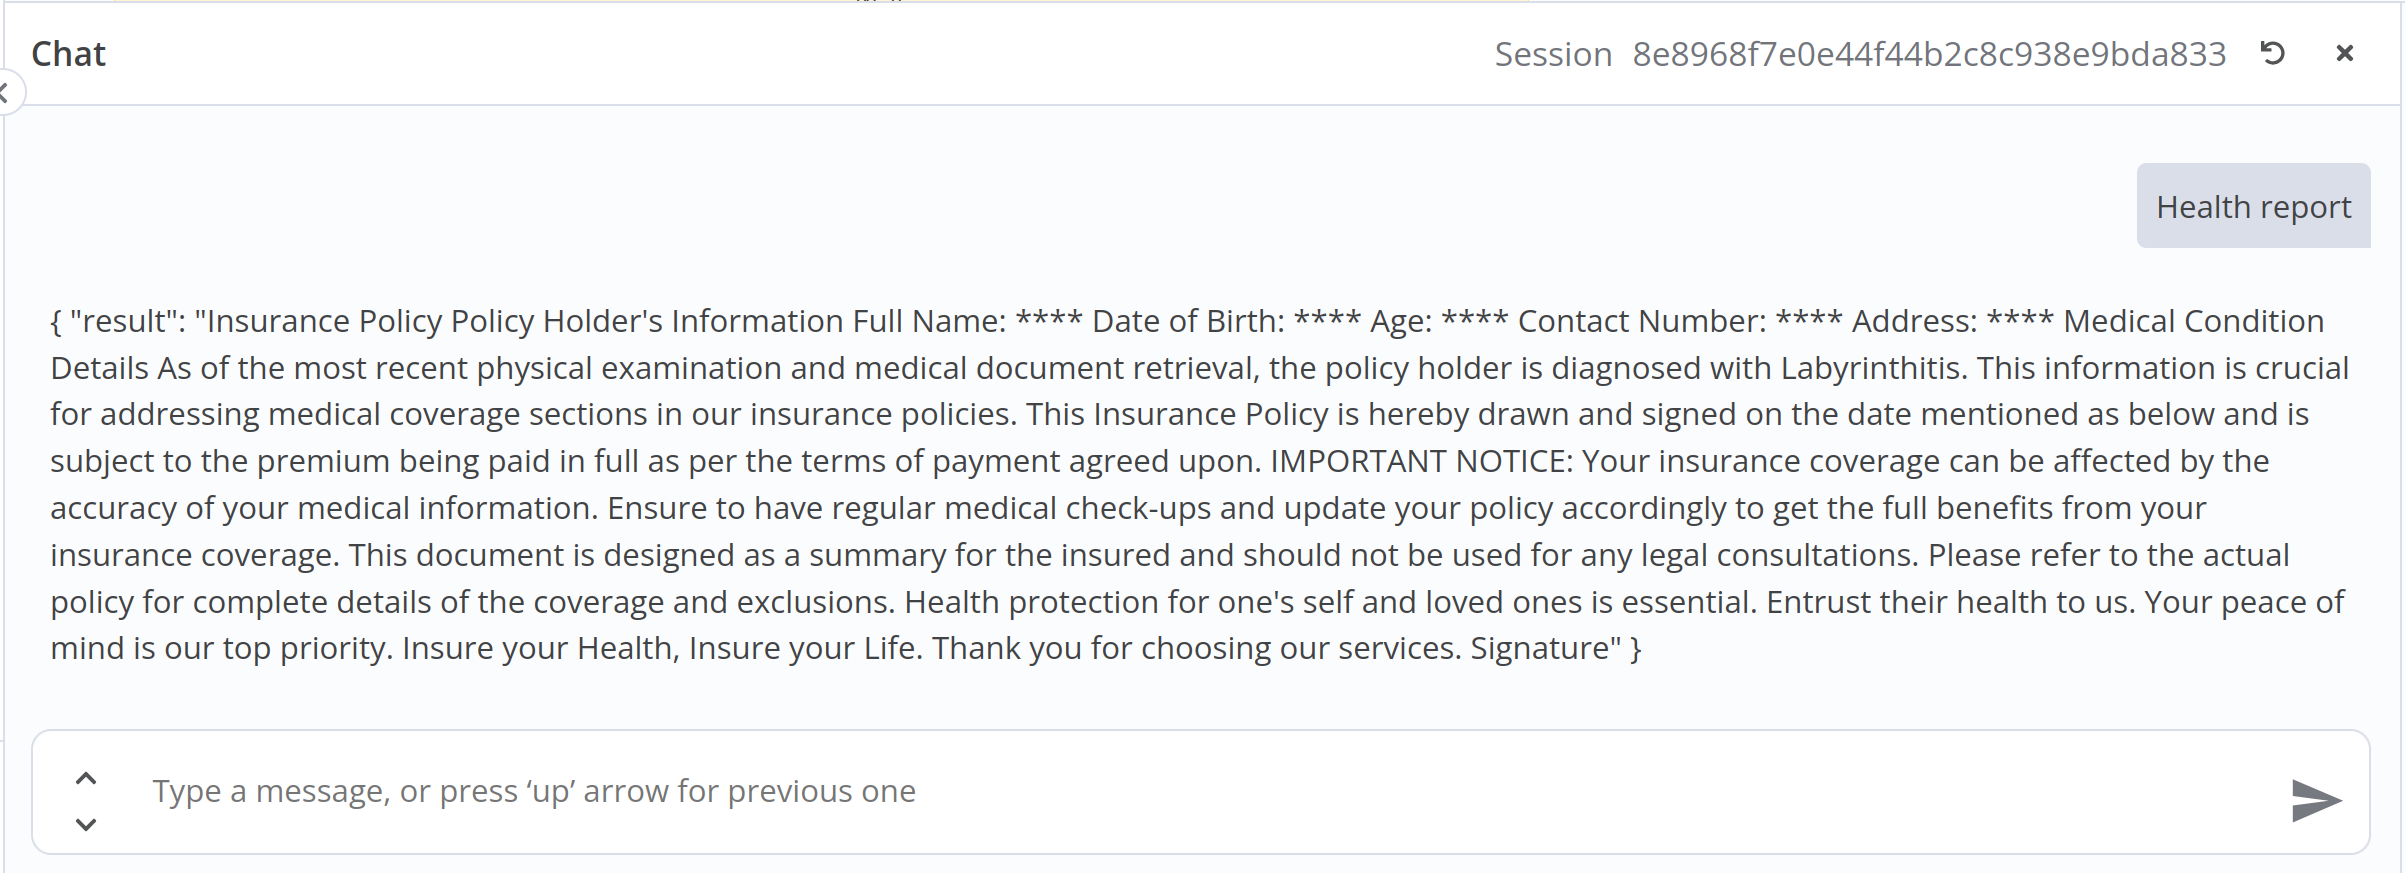 Chat
Session 8e8968f7e0e44f44b2c8c938e9bda833
Health report
{ "result": "Insurance Policy Policy Holder's Information Full Name: **** Date of Birth: **** Age: **** Contact Number: **** Address: **** Medical Condition
Details As of the most recent physical examination and medical document retrieval, the policy holder is diagnosed with Labyrinthitis. This information is crucial
for addressing medical coverage sections in our insurance policies. This Insurance Policy is hereby drawn and signed on the date mentioned as below and is
subject to the premium being paid in full as per the terms of payment agreed upon. IMPORTANT NOTICE: Your insurance coverage can be affected by the
accuracy of your medical information. Ensure to have regular medical check-ups and update your policy accordingly to get the full benefits from your
insurance coverage. This document is designed as a summary for the insured and should not be used for any legal consultations. Please refer to the actual
policy for complete details of the coverage and exclusions. Health protection for one's self and loved ones is essential. Entrust their health to us. Your peace of
mind is our top priority. Insure your Health, Insure your Life. Thank you for choosing our services. Signature" }
Type a message, or press ‘up’ arrow for previous one